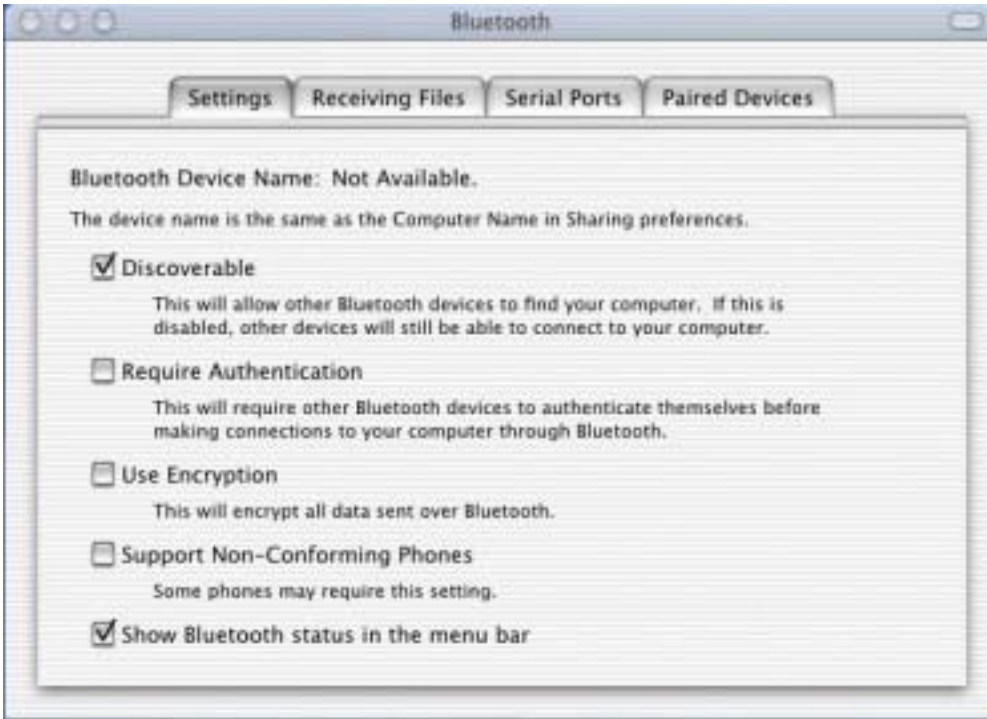 Bluetooth
Settings
Receiving Files
Serial Ports
Paired Devices
Bluetooth Device Name: Not Available.
The device name is the same as the Computer Name in Sharing preferences.
Discoverable
This will allow other Bluetooth devices to find your computer. If this is
disabled, other devices will still be able to connect to your computer.
Require Authentication
This will require other Bluetooth devices to authenticate themselves before
making connections to your computer through Bluetooth.
Use Encryption
This will encrypt all data sent over Bluetooth.
Support Non-Conforming Phones
Some phones may require this setting.
Show Bluetooth status in the menu bar